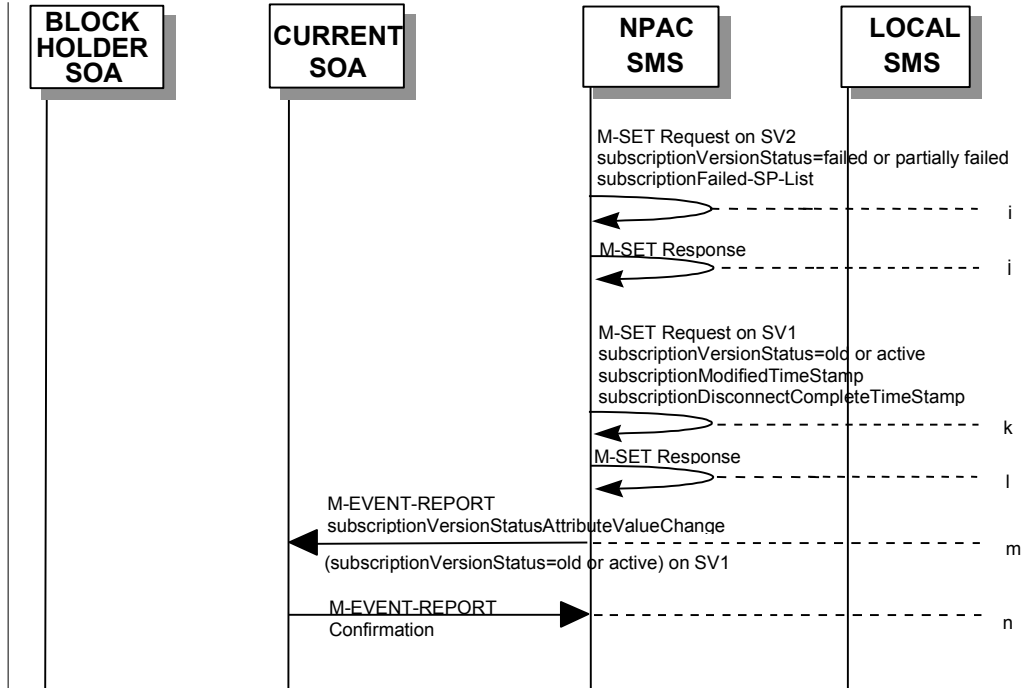 BLOCK
HOLDER
SOA
CURRENT
SOA
NPAC
SMS
LOCAL
SMS
M-SET Request on SV2
subscriptionVersionStatus=failed or partially failed
subscriptionFailed-SP-List
i
M-SET Response
j
M-SET Request on SV1
subscriptionVersionStatus=old or active
subscriptionModifiedTimeStamp
subscriptionDisconnectCompleteTimeStamp
k
M-SET Response
l
M-EVENT-REPORT
subscriptionVersionStatusAttributeValueChange
m
(subscriptionVersionStatus=old or active) on SV1
M-EVENT-REPORT
n
Confirmation